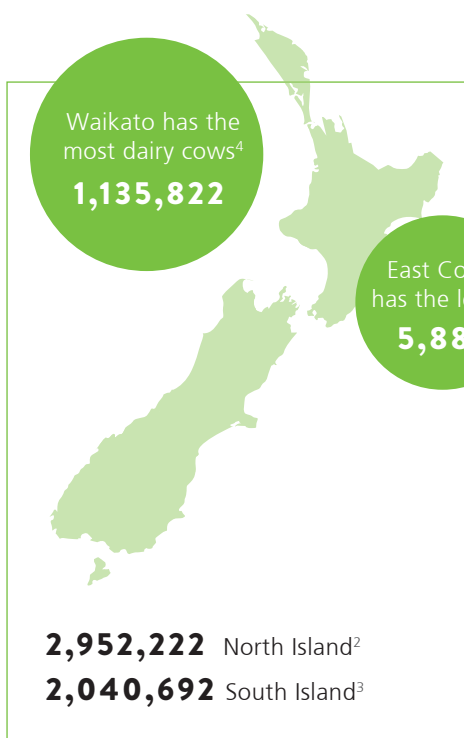 Waikato has the
most dairy cows⁴
1,135,822
East Co
has the l
5,88
2,952,222 North Island²
2,040,692 South Island³